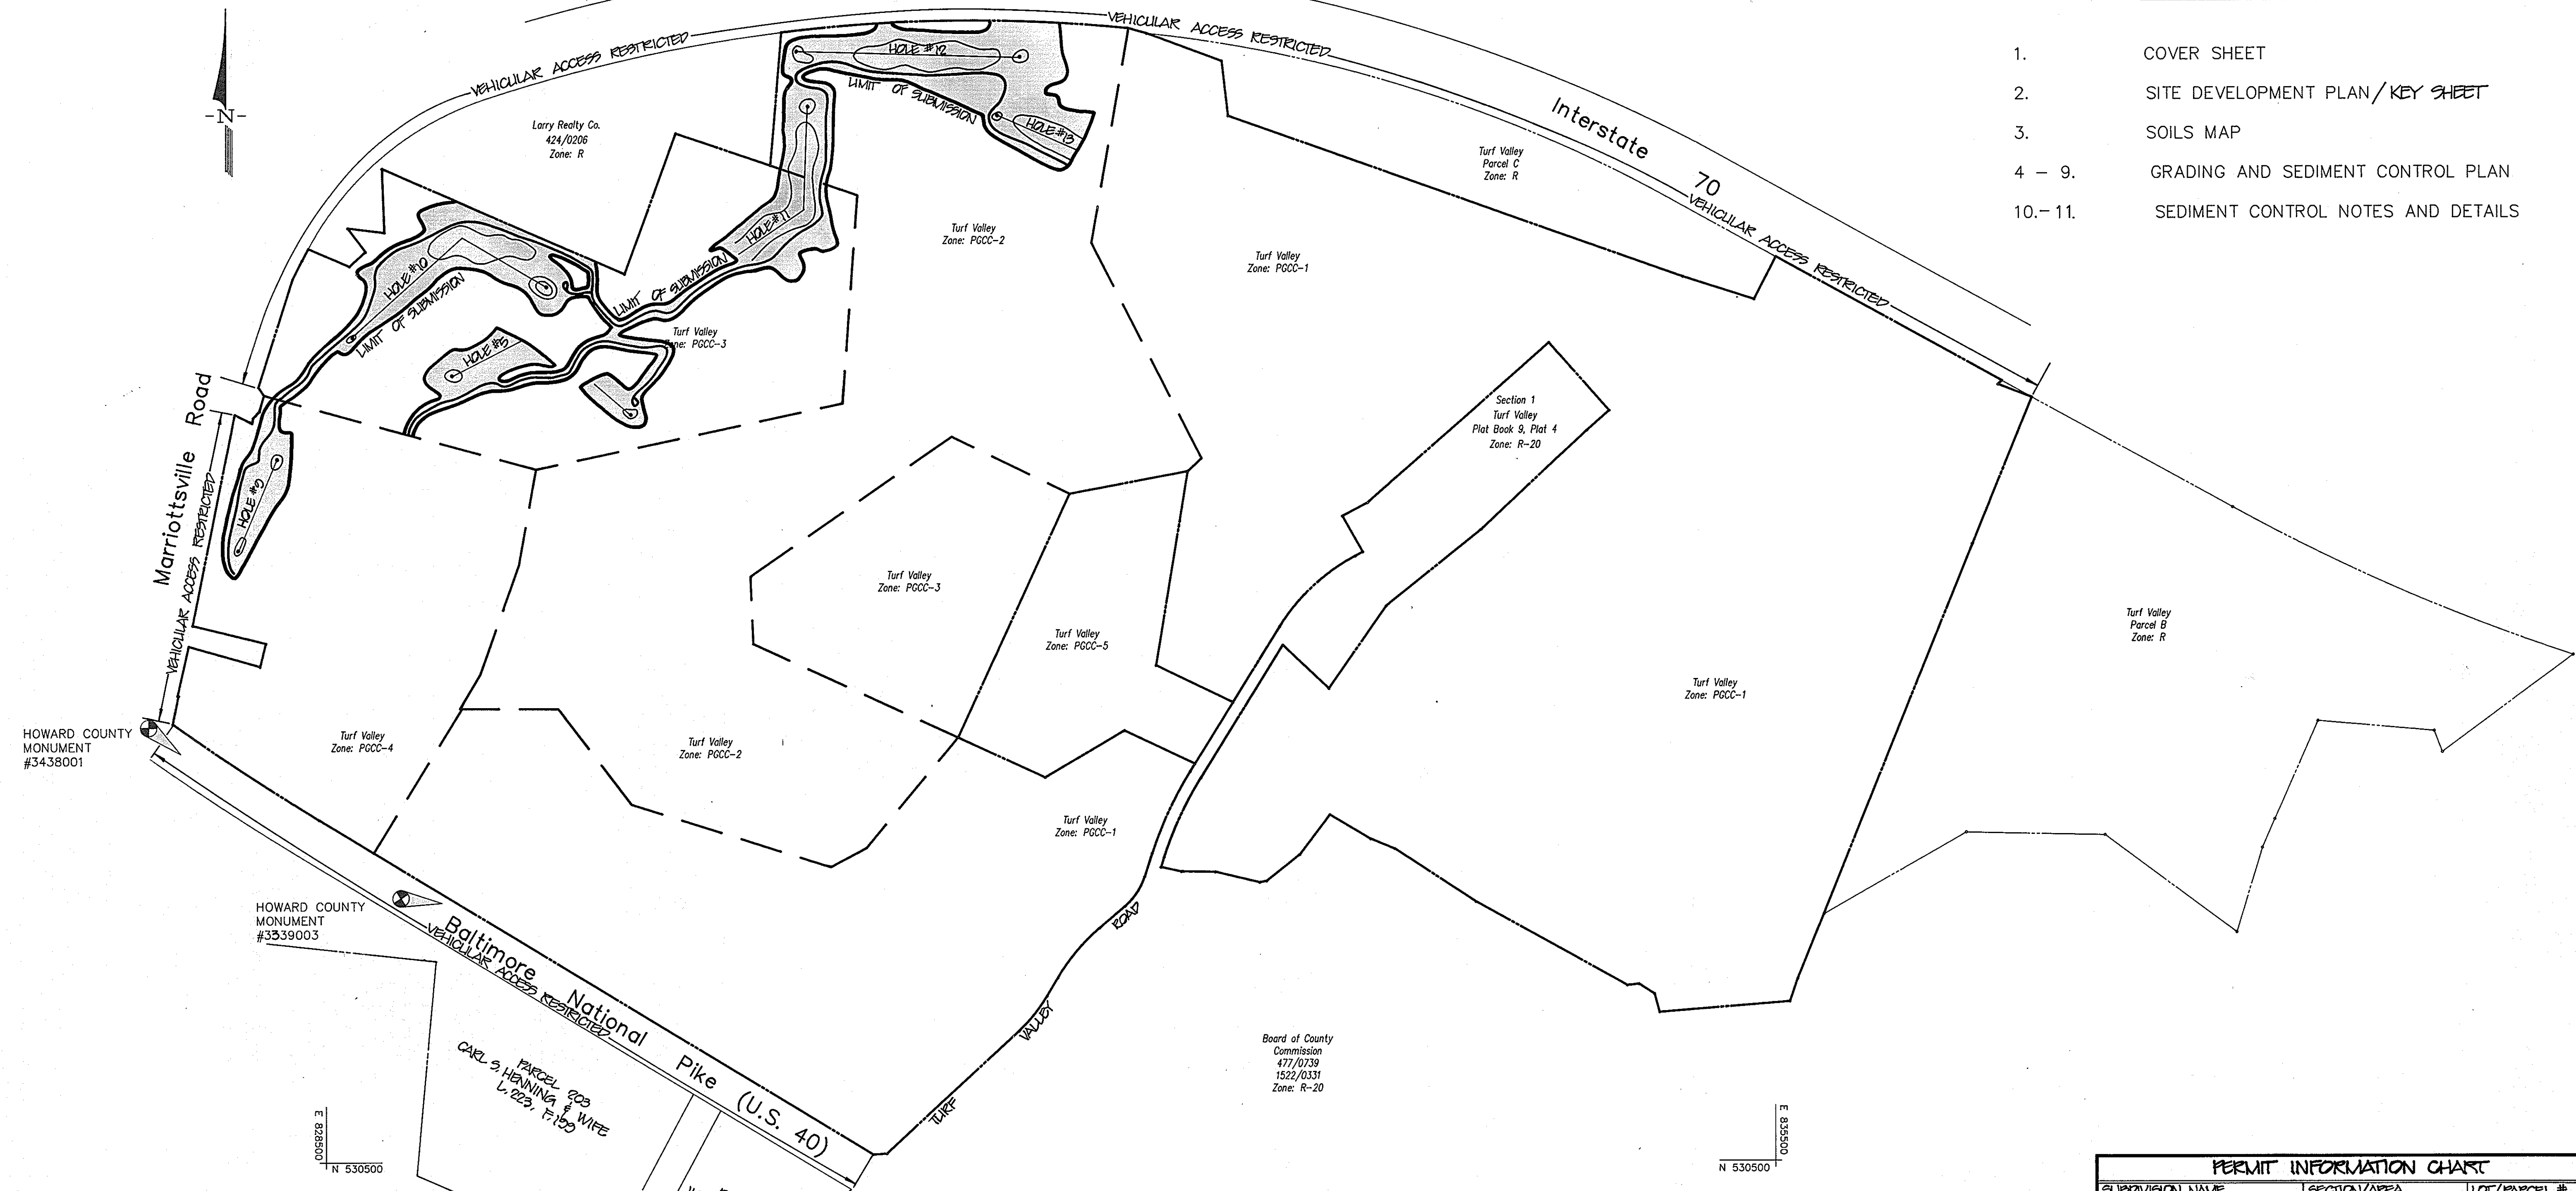 1. COVER SHEET
2. SITE DEVELOPMENT PLAN / KEY SHEET
3. SOILS MAP
4 - 9. GRADING AND SEDIMENT CONTROL PLAN
10.- 11. SEDIMENT CONTROL NOTES AND DETAILS
-N-
VEHICULAR ACCESS RESTRICTED
VEHICULAR ACCESS RESTRICTED
Interstate 70
VEHICULAR ACCESS RESTRICTED
HOLE #12
LIMIT OF SUBMISSION
HOLE #13
Larry Realty Co.
424/0206
Zone: R
Turf Valley
Parcel C
Zone: R
HOLE #11
Turf Valley
Zone: PGCC-2
Turf Valley
Zone: PGCC-1
HOLE #10
LIMIT OF SUBMISSION
LIMIT OF SUBMISSION
Turf Valley
Zone: PGCC-3
HOLE #5
Marriottsville Road
VEHICULAR ACCESS RESTRICTED
Section 1
Turf Valley
Plat Book 9, Plat 4
Zone: R-20
Turf Valley
Zone: PGCC-3
Turf Valley
Zone: PGCC-5
Turf Valley
Parcel B
Zone: R
Turf Valley
Zone: PGCC-1
HOWARD COUNTY
MONUMENT
#3438001
Turf Valley
Zone: PGCC-4
Turf Valley
Zone: PGCC-2
Turf Valley
Zone: PGCC-1
HOWARD COUNTY
MONUMENT
#3339003
Baltimore National Pike (U.S. 40)
VEHICULAR ACCESS RESTRICTED
TURF VALLEY ROAD
PARCEL 203
CARL S. HENNING & WIFE
L. 223, F. 199
Board of County
Commission
477/0739
1522/0331
Zone: R-20
E 828500
N 530500
E 835500
N 530500
PERMIT INFORMATION CHART
SUBDIVISION NAME SECTION/AREA LOT/PARCEL #